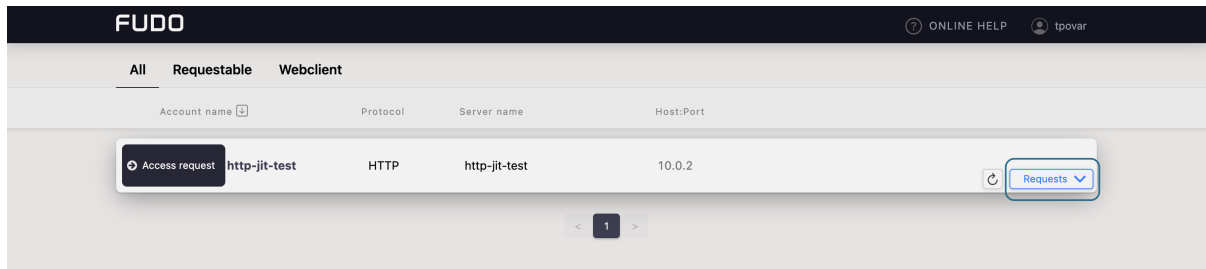 FUDO
ONLINE HELP
tpovar
All Requestable Webclient
Account name Protocol Server name Host:Port
Access request http-jit-test HTTP http-jit-test 10.0.2
Requests
< 1 >